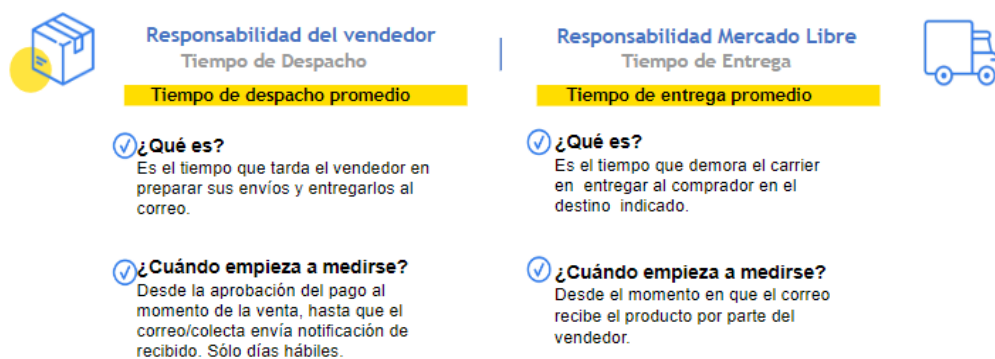 Responsabilidad del vendedor
Tiempo de Despacho
Tiempo de despacho promedio
¿Qué es?
Es el tiempo que tarda el vendedor en
preparar sus envíos y entregarlos al
correo.
¿Cuándo empieza a medirse?
Desde la aprobación del pago al
momento de la venta, hasta que el
correo/colecta envía notificación de
recibido. Sólo días hábiles.
Responsabilidad Mercado Libre
Tiempo de Entrega
Tiempo de entrega promedio
¿Qué es?
Es el tiempo que demora el carrier
en entregar al comprador en el
destino indicado.
¿Cuándo empieza a medirse?
Desde el momento en que el correo
recibe el producto por parte del
vendedor.